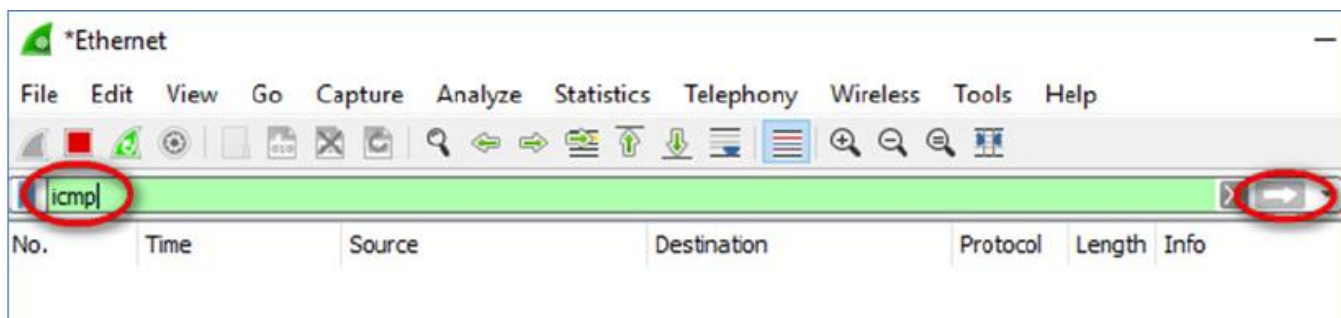 *Ethernet
File Edit View Go Capture Analyze Statistics Telephony Wireless Tools Help
icmp
No. Time Source Destination Protocol Length Info